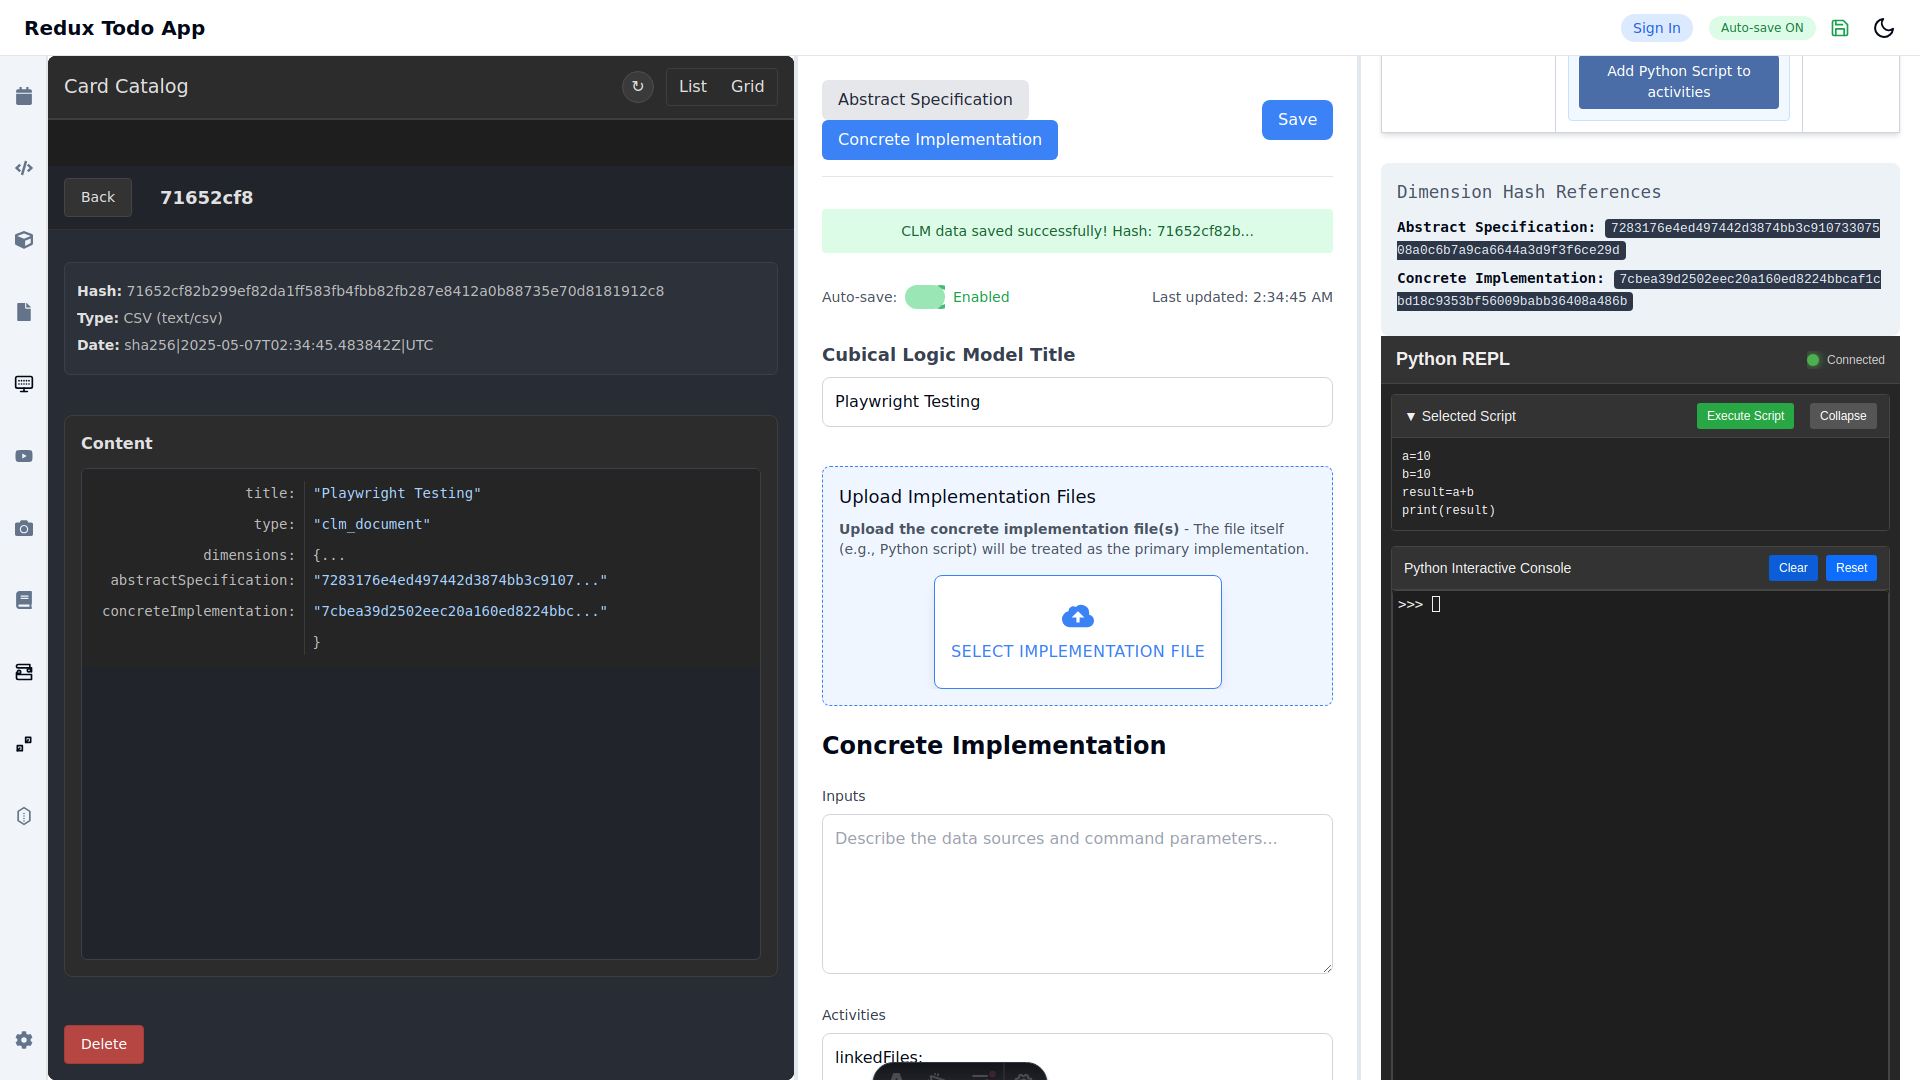 Redux Todo App
Sign In
Auto-save ON
Card Catalog
↻
List
Grid
Back
71652cf8
Hash: 71652cf82b299ef82da1ff583fb4fbb82fb287e8412a0b88735e70d8181912c8
Type: CSV (text/csv)
Date: sha256|2025-05-07T02:34:45.483842Z|UTC
Content
title: "Playwright Testing"
type: "clm_document"
dimensions: {...
abstractSpecification: "7283176e4ed497442d3874bb3c9107..."
concreteImplementation: "7cbea39d2502eec20a160ed8224bbc..."
}
Delete
Abstract Specification
Concrete Implementation
Save
CLM data saved successfully! Hash: 71652cf82b...
Auto-save:
Enabled
Last updated: 2:34:45 AM
Cubical Logic Model Title
Playwright Testing
Upload Implementation Files
Upload the concrete implementation file(s) - The file itself
(e.g., Python script) will be treated as the primary implementation.
SELECT IMPLEMENTATION FILE
Concrete Implementation
Inputs
Describe the data sources and command parameters...
Activities
linkedFiles:
Add Python Script to
activities
Dimension Hash References
Abstract Specification: 7283176e4ed497442d3874bb3c910733075
08a0c6b7a9ca6644a3d9f3f6ce29d
Concrete Implementation: 7cbea39d2502eec20a160ed8224bbcaf1c
bd18c9353bf56009babb36408a486b
Python REPL
Connected
▼ Selected Script
Execute Script
Collapse
a=10
b=10
result=a+b
print(result)
Python Interactive Console
Clear
Reset
>>>